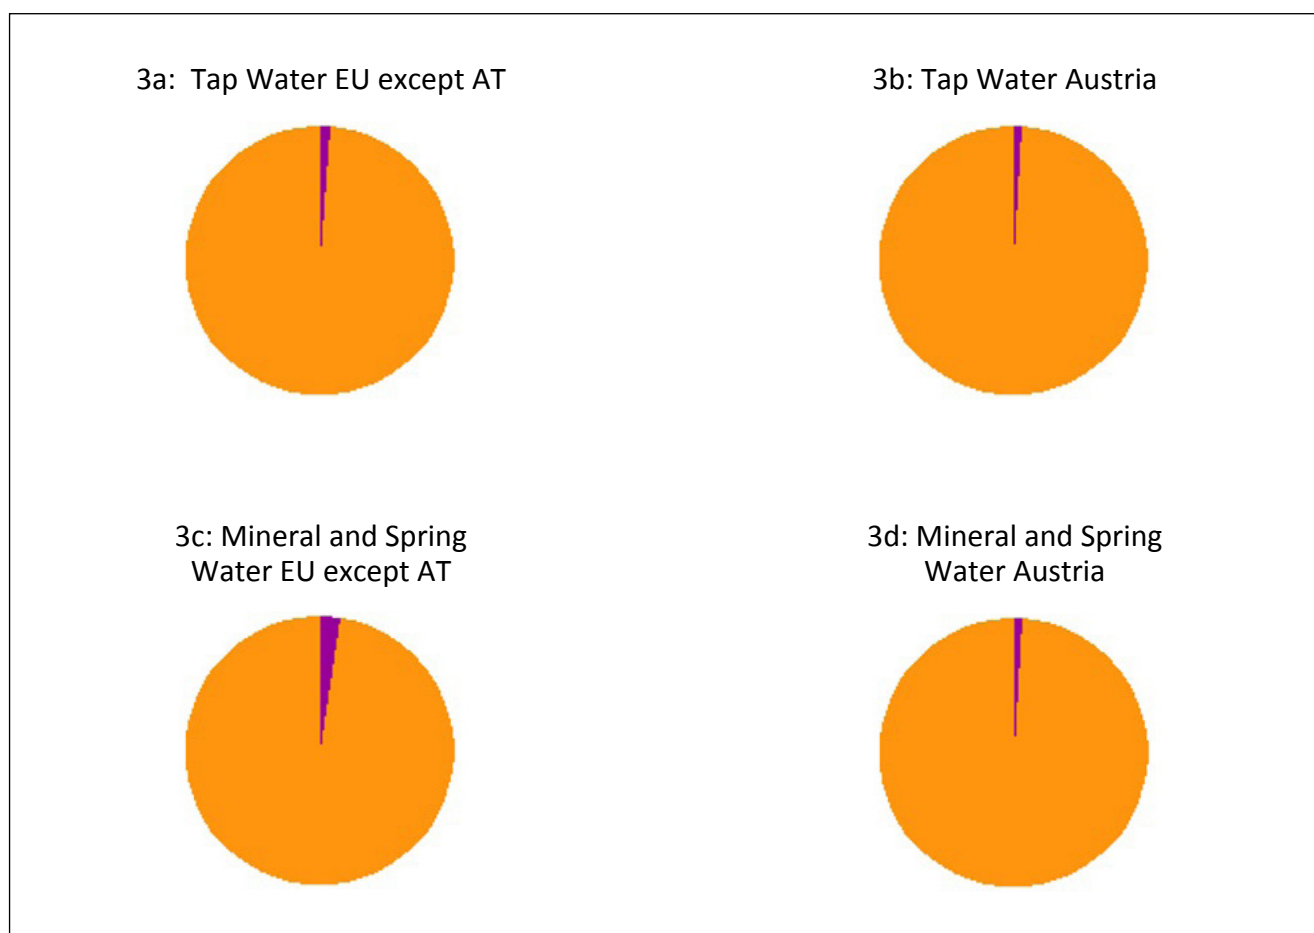 3a:  Tap Water EU except AT
3b: Tap Water Austria
3c: Mineral and Spring
Water EU except AT
3d: Mineral and Spring
Water Austria